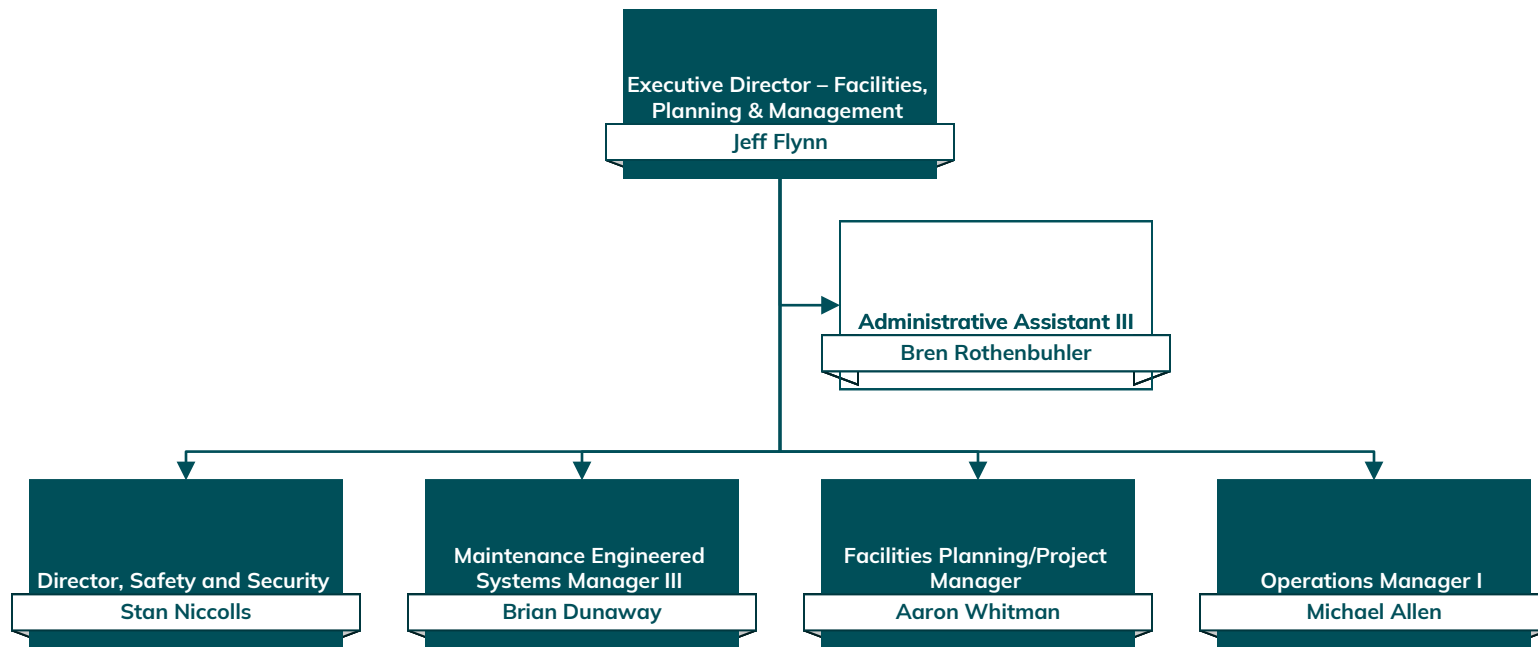 Executive Director – Facilities,
Planning & Management
Jeff Flynn
Administrative Assistant III
Bren Rothenbuhler
Director, Safety and Security
Stan Niccolls
Maintenance Engineered
Systems Manager III
Brian Dunaway
Facilities Planning/Project
Manager
Aaron Whitman
Operations Manager I
Michael Allen